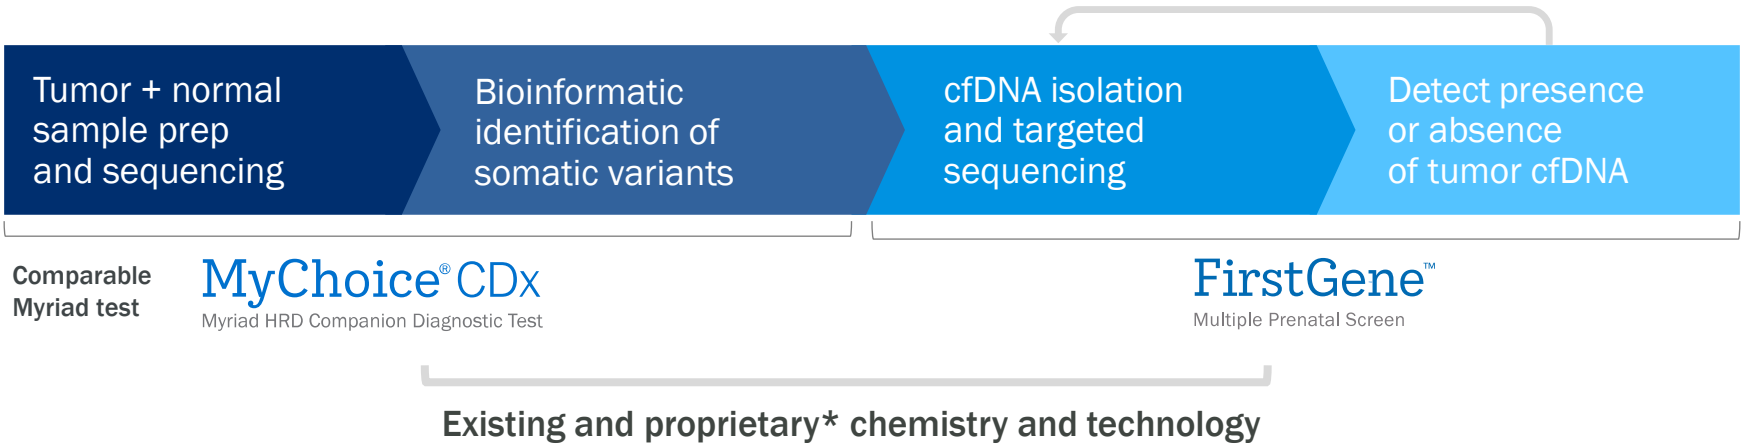 Tumor + normal
sample prep
and sequencing
Bioinformatic
identification of
somatic variants
cfDNA isolation
and targeted
sequencing
Detect presence
or absence
of tumor cfDNA
Comparable
Myriad test
MyChoice® CDx
Myriad HRD Companion Diagnostic Test
FirstGene™
Multiple Prenatal Screen
Existing and proprietary* chemistry and technology